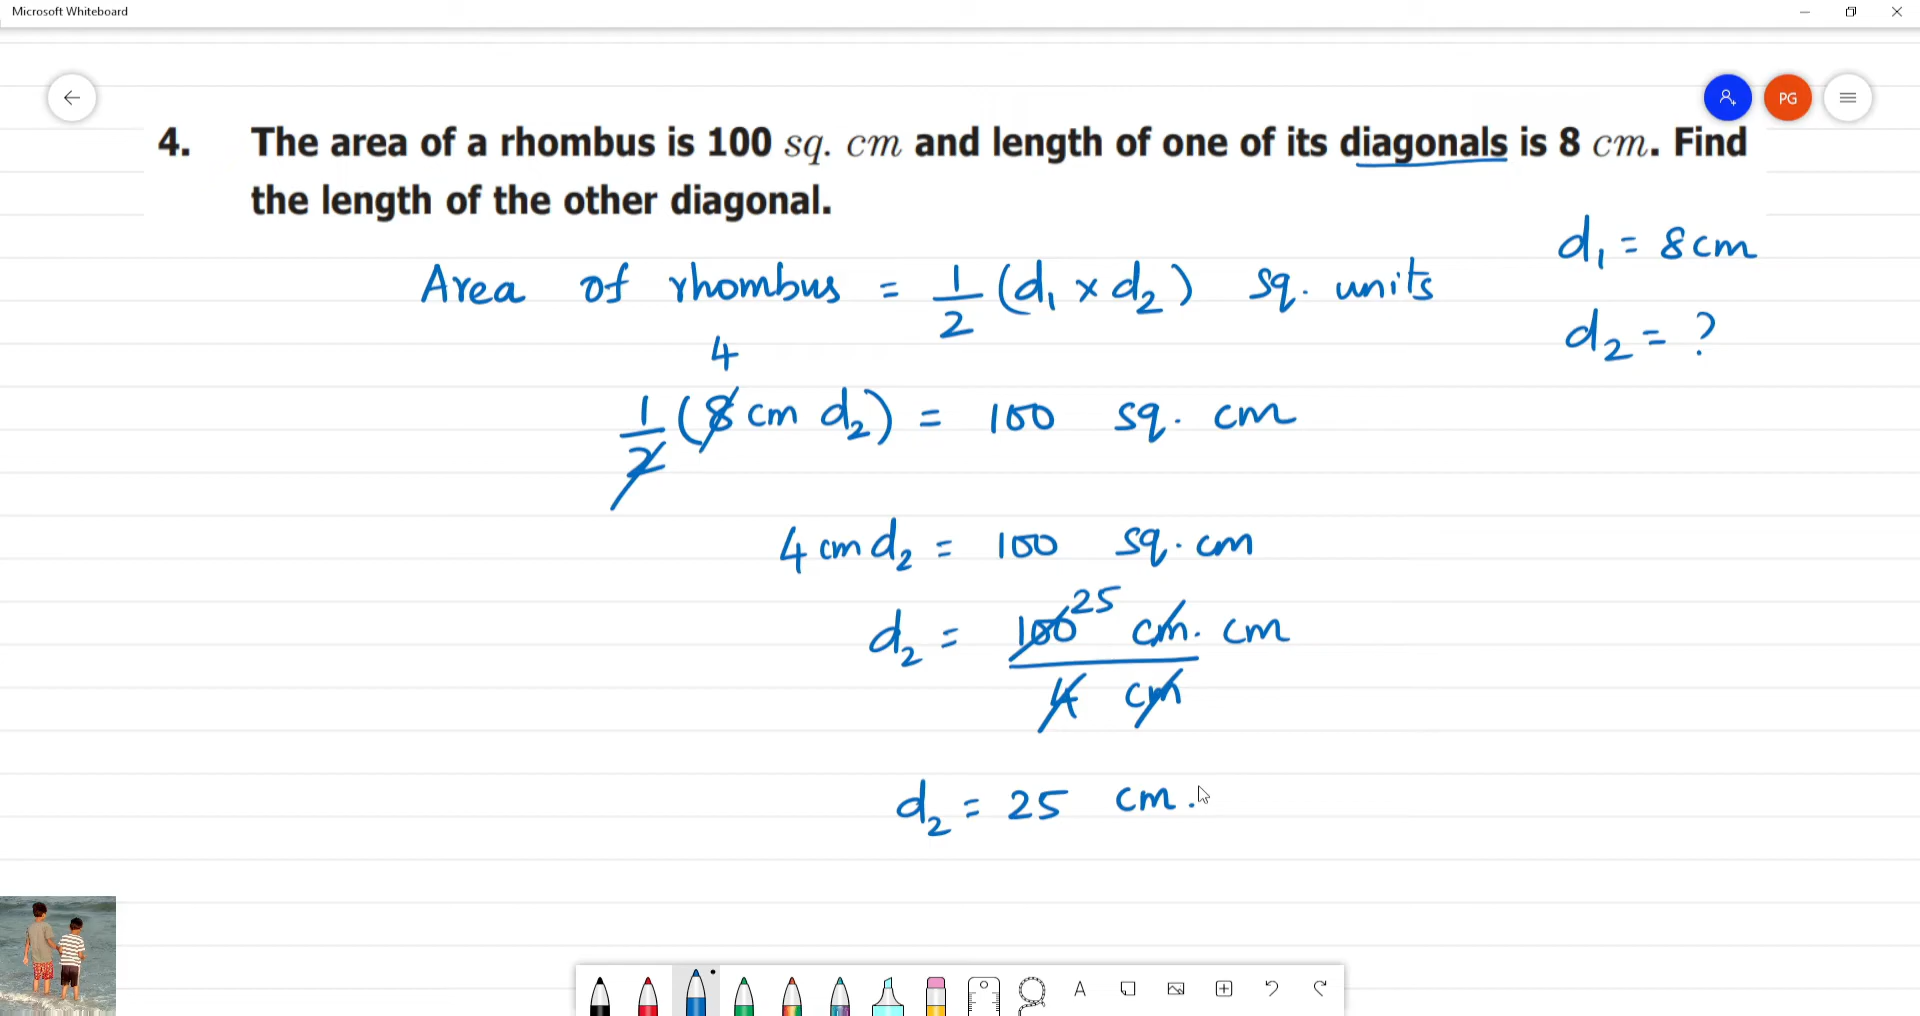 Microsoft Whiteboard
PG
4. The area of a rhombus is 100 sq. cm and length of one of its diagonals is 8 cm. Find
the length of the other diagonal.
d₁ = 8cm
Area of rhombus = 1/2 (d₁ × d₂) sq. units
d₂ = ?
4
1/2 (8 cm d₂) = 100 sq. cm
4 cm d₂ = 100 sq. cm
25
d₂ = 100 cm. cm / 4 cm
d₂ = 25 cm.
A